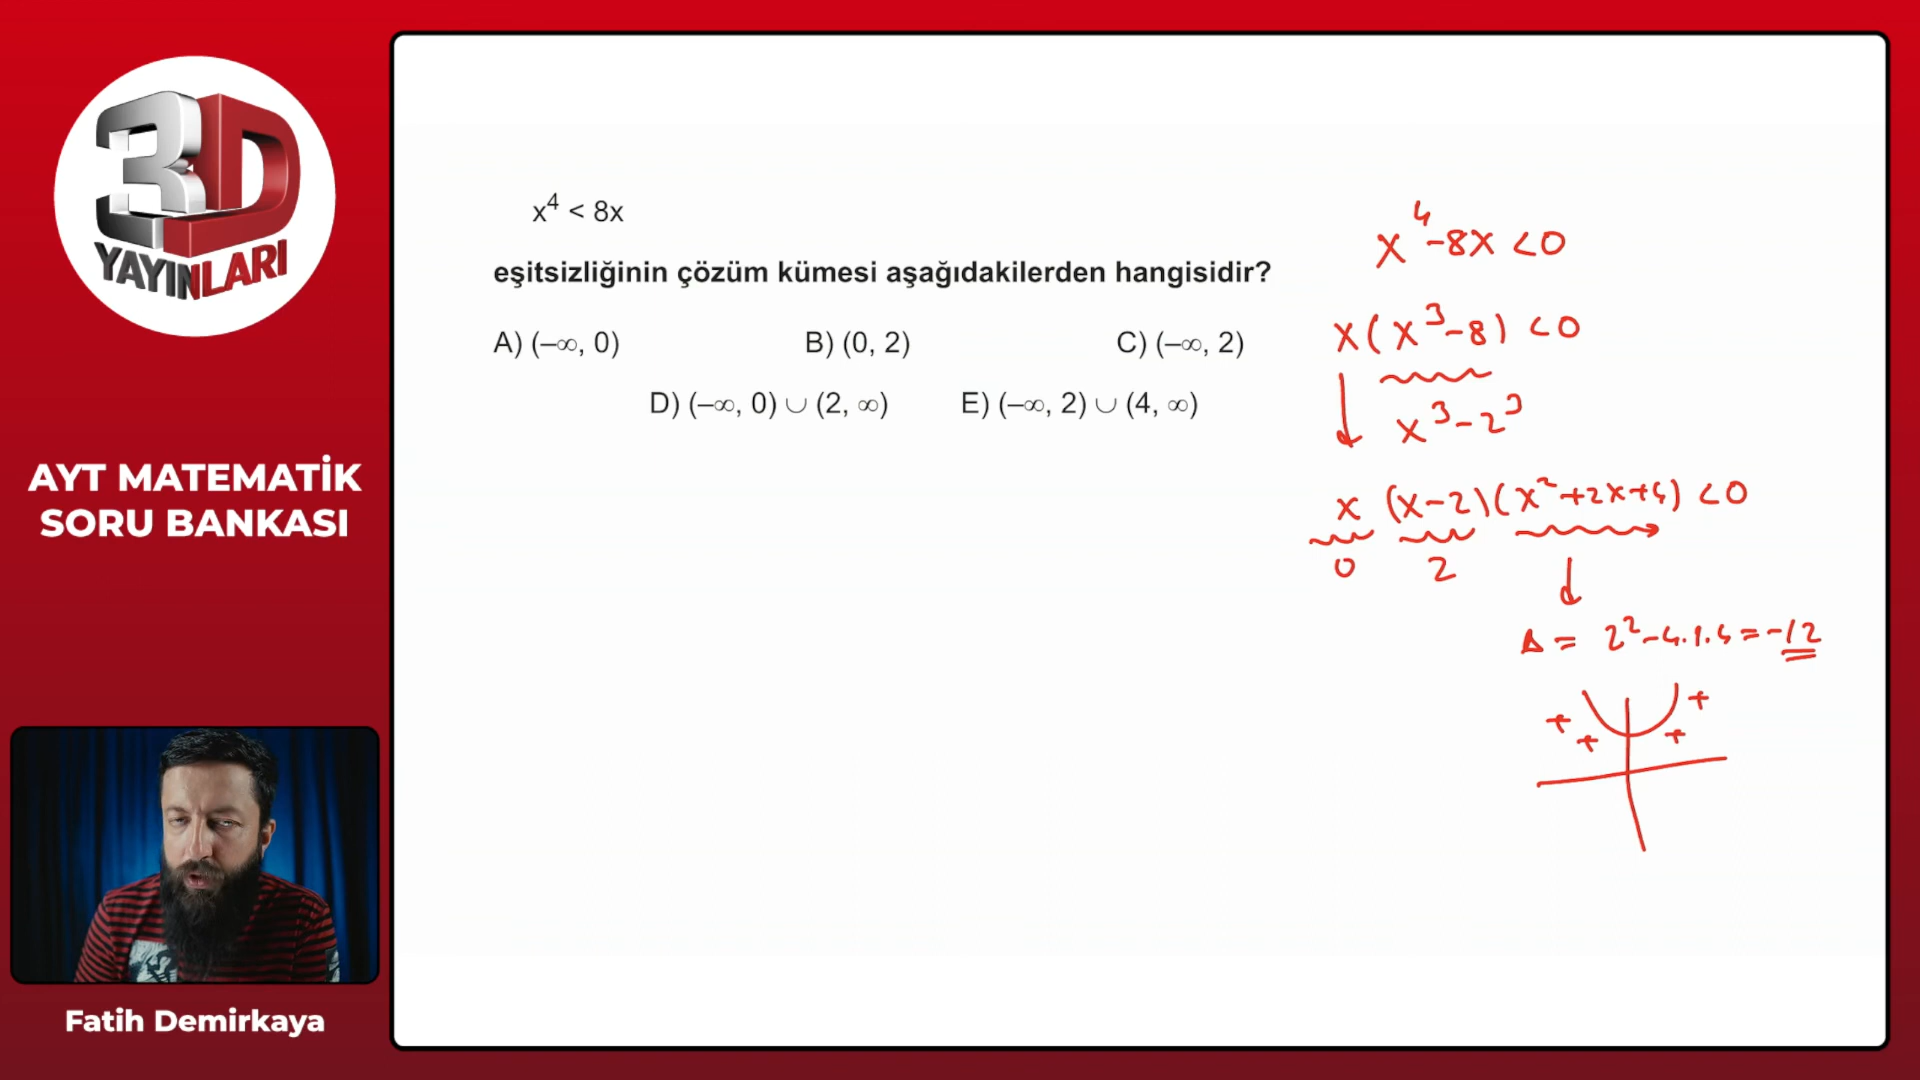 3D
YAYINLARI
AYT MATEMATİK
SORU BANKASI
Fatih Demirkaya
x⁴ < 8x
eşitsizliğinin çözüm kümesi aşağıdakilerden hangisidir?
A) (–∞, 0) B) (0, 2) C) (–∞, 2)
D) (–∞, 0) ∪ (2, ∞) E) (–∞, 2) ∪ (4, ∞)
x⁴-8x <0
x(x³-8) <0
x³-2³
x (x-2)(x²+2x+4) <0
0 2
Δ = 2²-4.1.4=-12
+ +
+ +